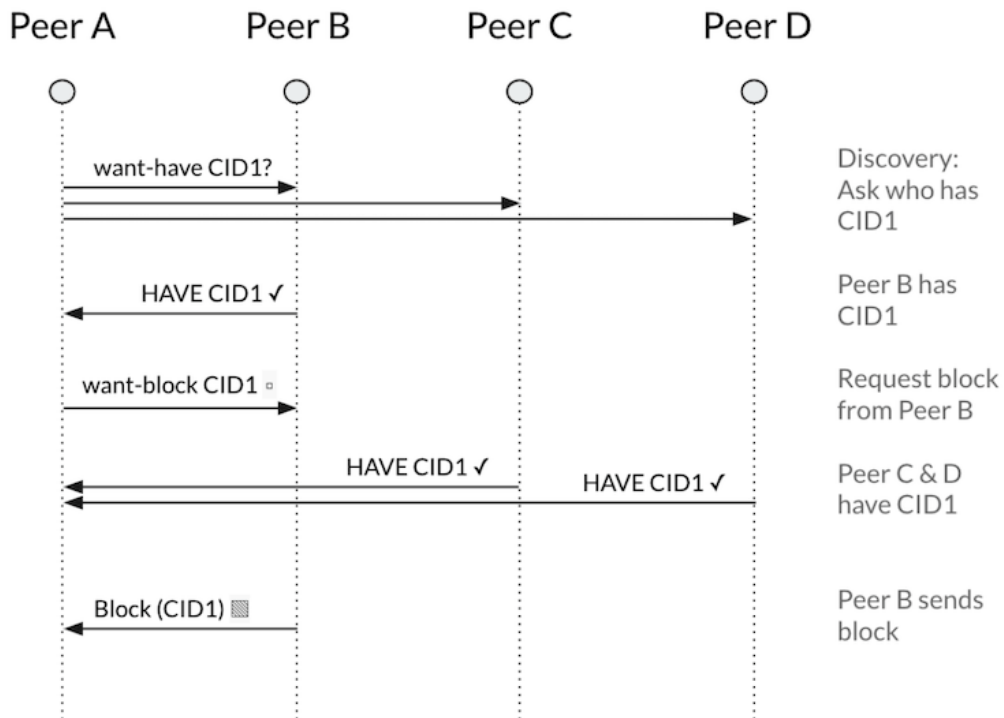 Peer A
Peer B
Peer C
Peer D
want-have CID1?
Discovery:
Ask who has
CID1
HAVE CID1 ✓
Peer B has
CID1
want-block CID1
Request block
from Peer B
HAVE CID1 ✓
HAVE CID1 ✓
Peer C & D
have CID1
Block (CID1)
Peer B sends
block